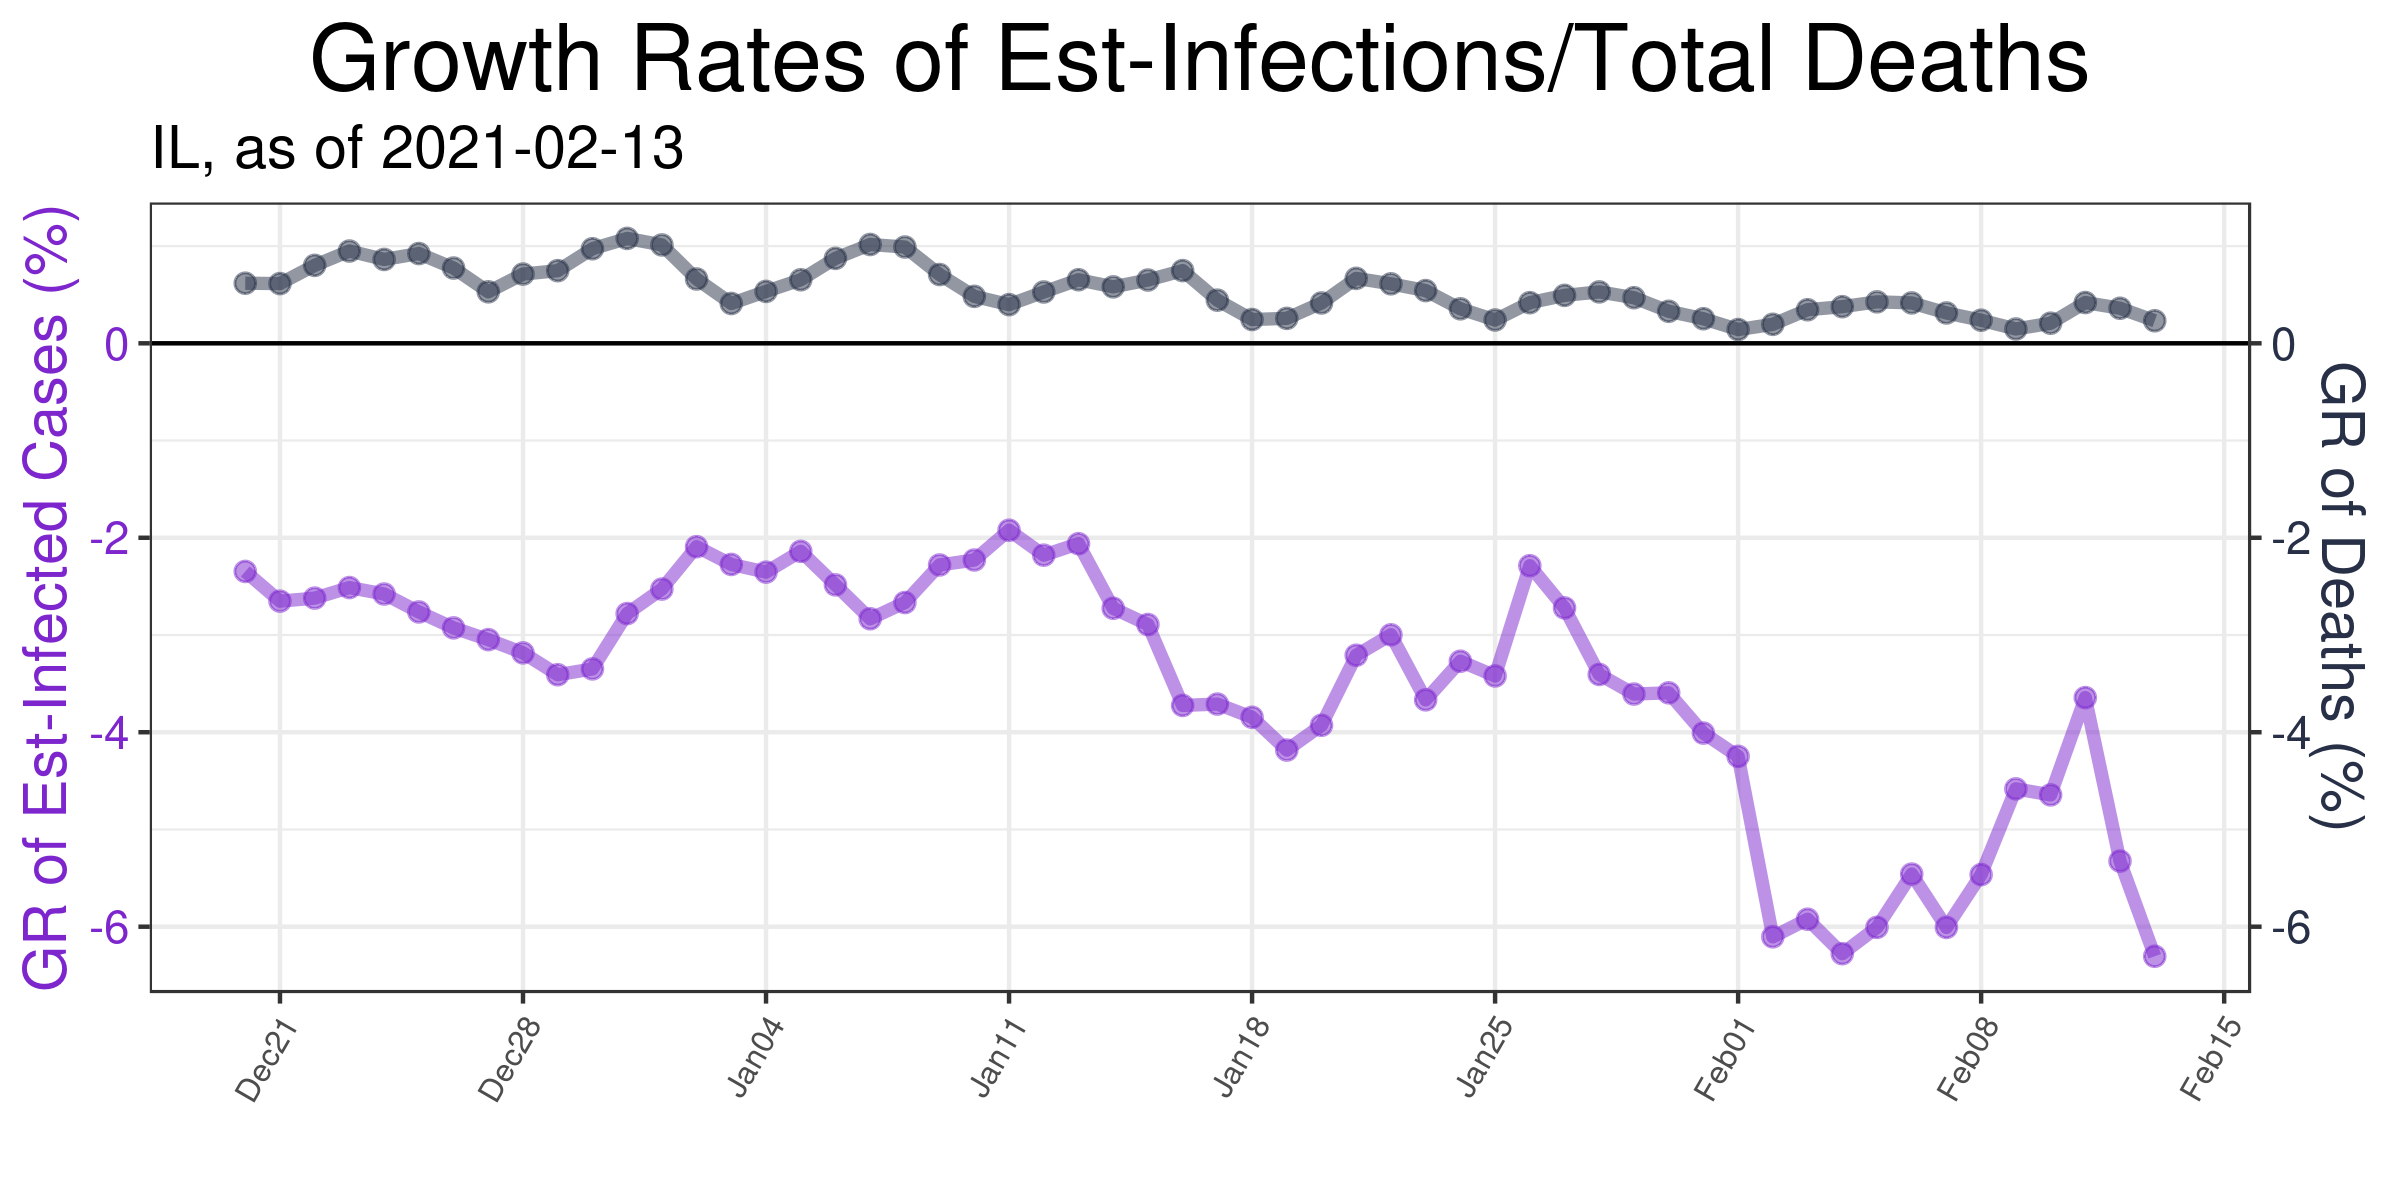 Growth Rates of Est-Infections/Total Deaths
IL, as of 2021-02-13
GR of Est-Infected Cases (%)
0
-2
-4
-6
0
-2
-4
-6
GR of Deaths (%)
Dec21
Dec28
Jan04
Jan11
Jan18
Jan25
Feb01
Feb08
Feb15